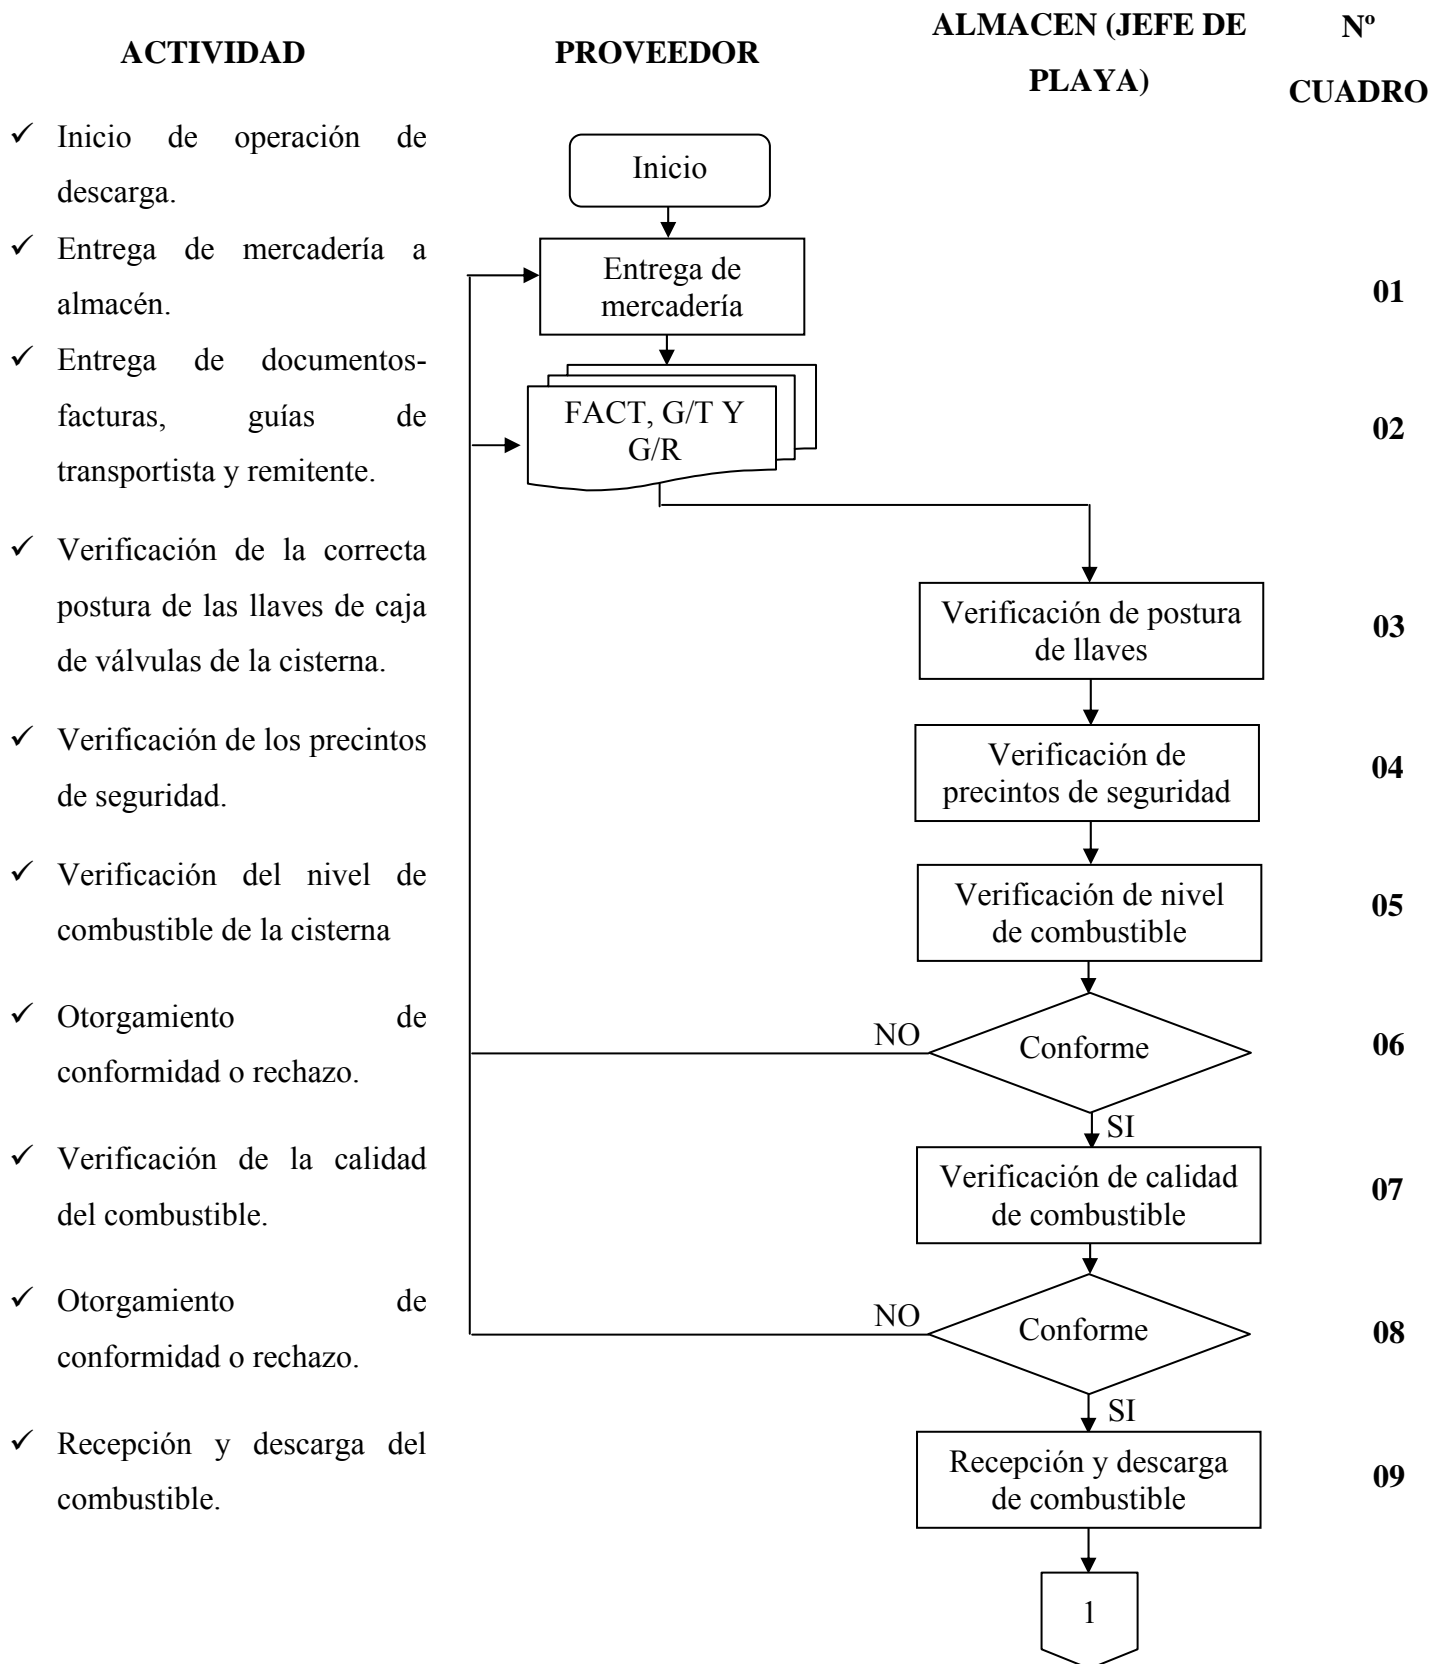 ACTIVIDAD
PROVEEDOR
ALMACEN (JEFE DE
PLAYA)
Nº
CUADRO
✓ Inicio de operación de
descarga.
Inicio
✓ Entrega de mercadería a
almacén.
Entrega de
mercadería
01
✓ Entrega de documentos-
facturas, guías de
transportista y remitente.
FACT, G/T Y
G/R
02
✓ Verificación de la correcta
postura de las llaves de caja
de válvulas de la cisterna.
Verificación de postura
de llaves
03
✓ Verificación de los precintos
de seguridad.
Verificación de
precintos de seguridad
04
✓ Verificación del nivel de
combustible de la cisterna
Verificación de nivel
de combustible
05
✓ Otorgamiento de
conformidad o rechazo.
NO
Conforme
06
SI
✓ Verificación de la calidad
del combustible.
Verificación de calidad
de combustible
07
✓ Otorgamiento de
conformidad o rechazo.
NO
Conforme
08
SI
✓ Recepción y descarga del
combustible.
Recepción y descarga
de combustible
09
1